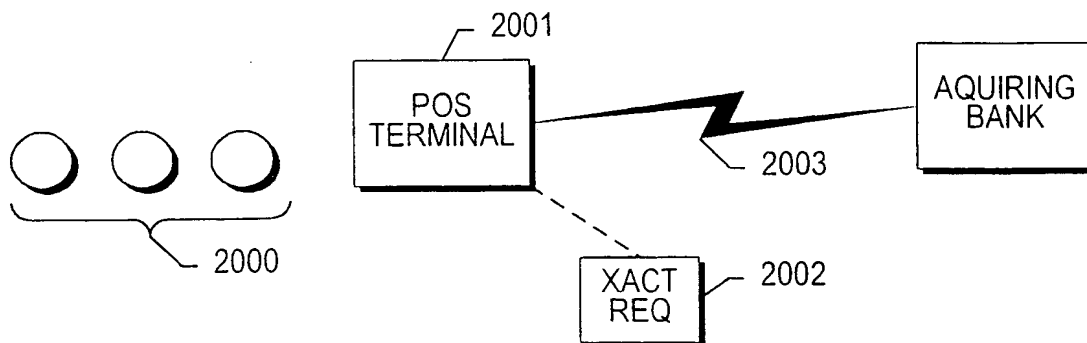 2001
POS
TERMINAL
AQUIRING
BANK
2003
2000
XACT
REQ
2002